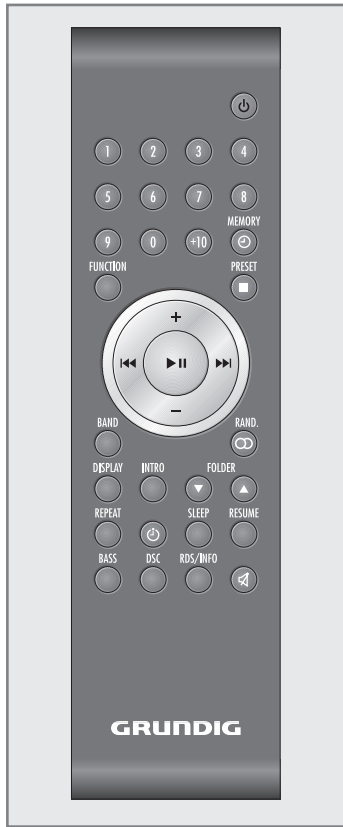 1 2 3 4
5 6 7 8
MEMORY
9 0 +10
FUNCTION PRESET
+
−
BAND RAND.
DISPLAY INTRO FOLDER
REPEAT SLEEP RESUME
BASS DSC RDS/INFO
GRUNDIG